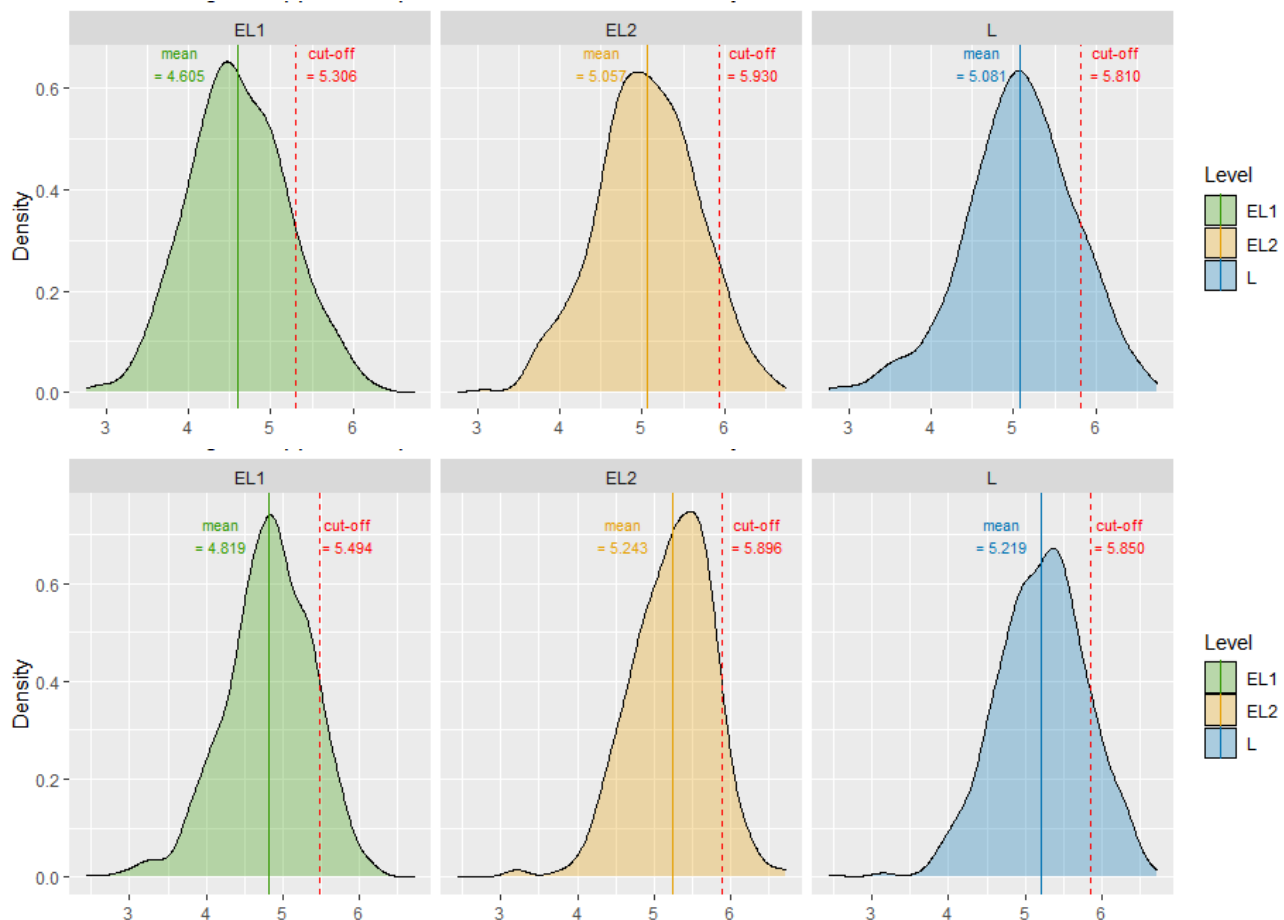 EL1
EL2
L
mean
= 4.605
cut-off
= 5.306
mean
= 5.057
cut-off
= 5.930
mean
= 5.081
cut-off
= 5.810
Density
0.6
0.4
0.2
0.0
3 4 5 6
3 4 5 6
3 4 5 6
Level
EL1
EL2
L
EL1
EL2
L
mean
= 4.819
cut-off
= 5.494
mean
= 5.243
cut-off
= 5.896
mean
= 5.219
cut-off
= 5.850
Density
0.6
0.4
0.2
0.0
3 4 5 6
3 4 5 6
3 4 5 6
Level
EL1
EL2
L